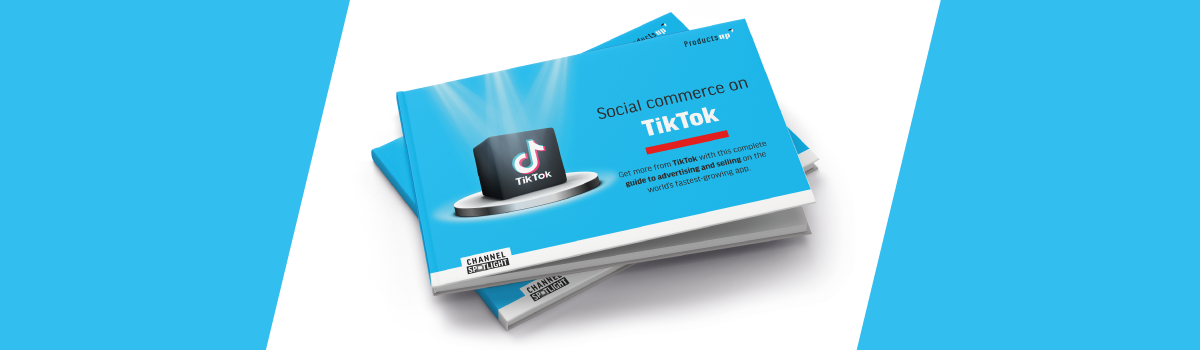 Productsup
Productsup
Social commerce on
TikTok
Get more from TikTok with this complete
guide to advertising and selling on the
world's fastest-growing app.
TikTok
CHANNEL
SPOTLIGHT
CHANNEL
SPOTLIGHT